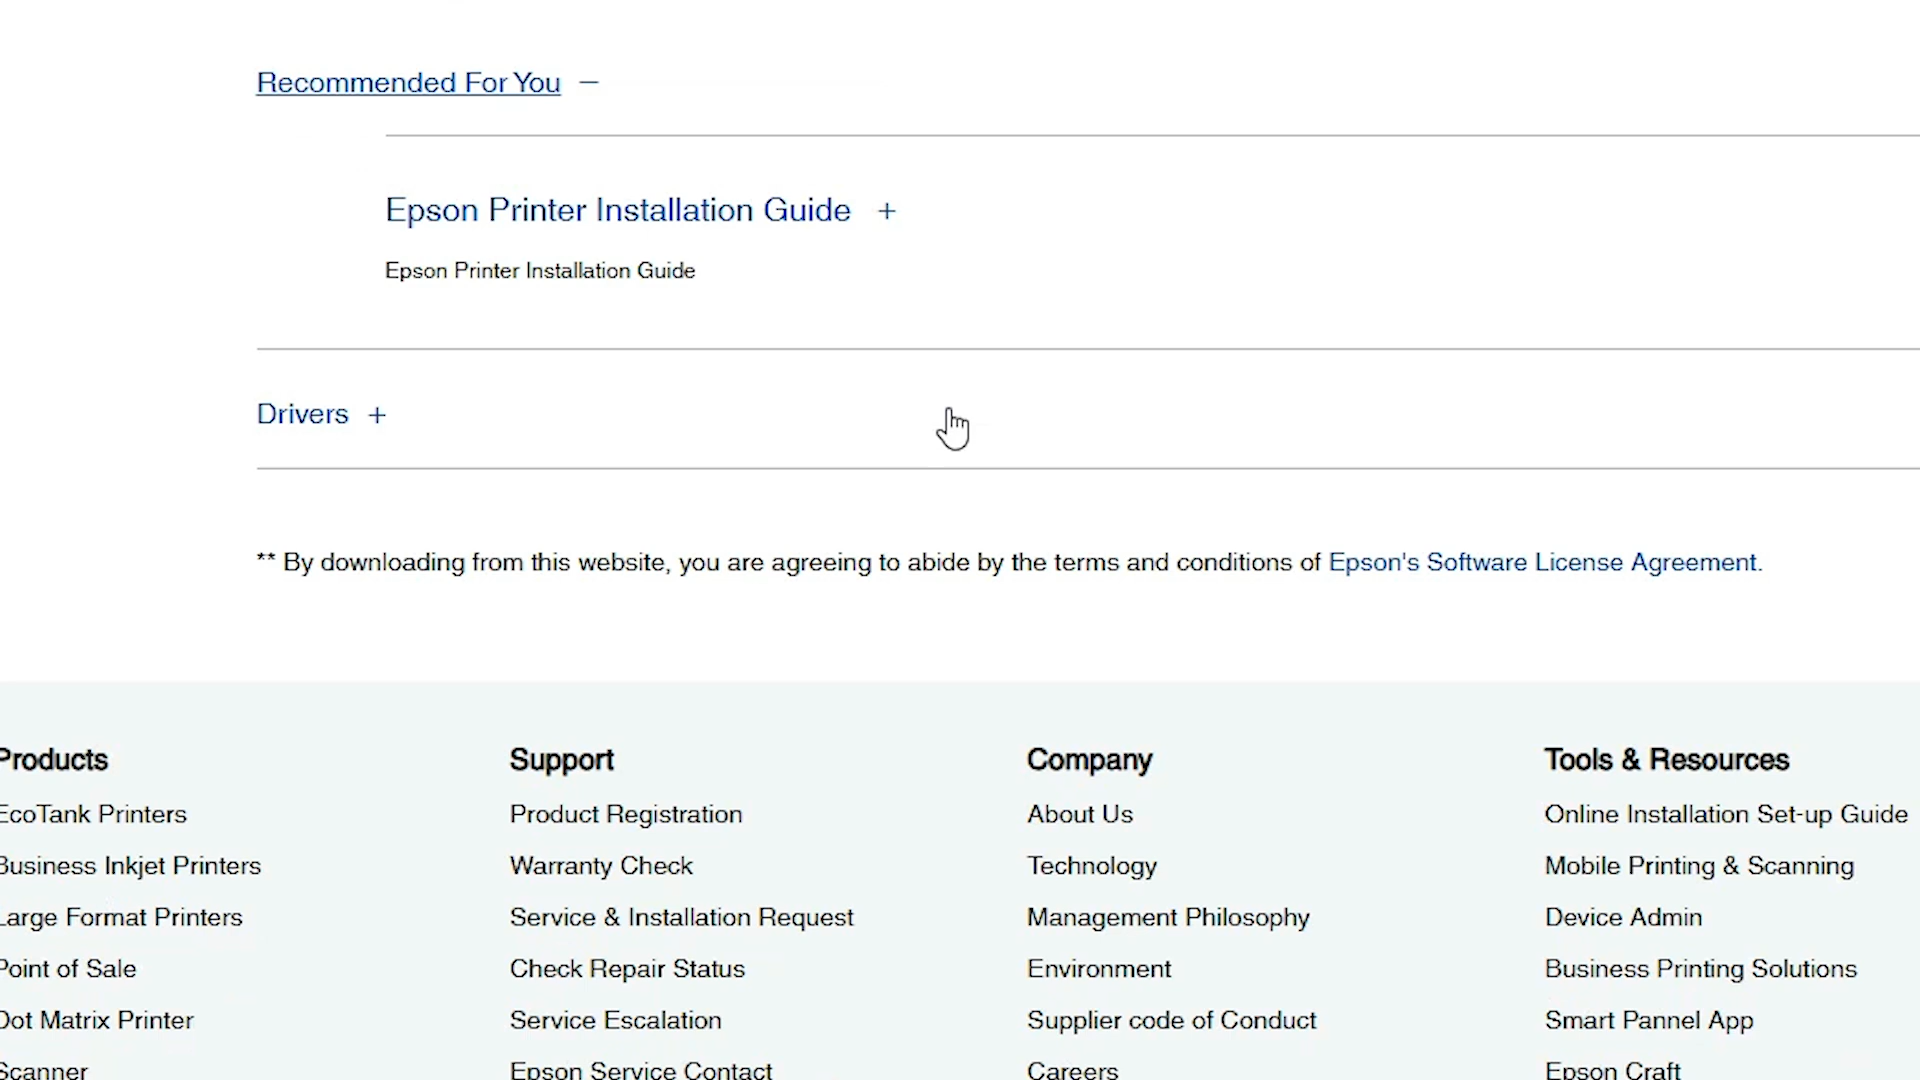 Recommended For You −
Epson Printer Installation Guide +
Epson Printer Installation Guide
Drivers +
** By downloading from this website, you are agreeing to abide by the terms and conditions of Epson's Software License Agreement.
Products
EcoTank Printers
Business Inkjet Printers
Large Format Printers
Point of Sale
Dot Matrix Printer
Scanner
Support
Product Registration
Warranty Check
Service & Installation Request
Check Repair Status
Service Escalation
Epson Service Contact
Company
About Us
Technology
Management Philosophy
Environment
Supplier code of Conduct
Careers
Tools & Resources
Online Installation Set-up Guide
Mobile Printing & Scanning
Device Admin
Business Printing Solutions
Smart Pannel App
Epson Craft